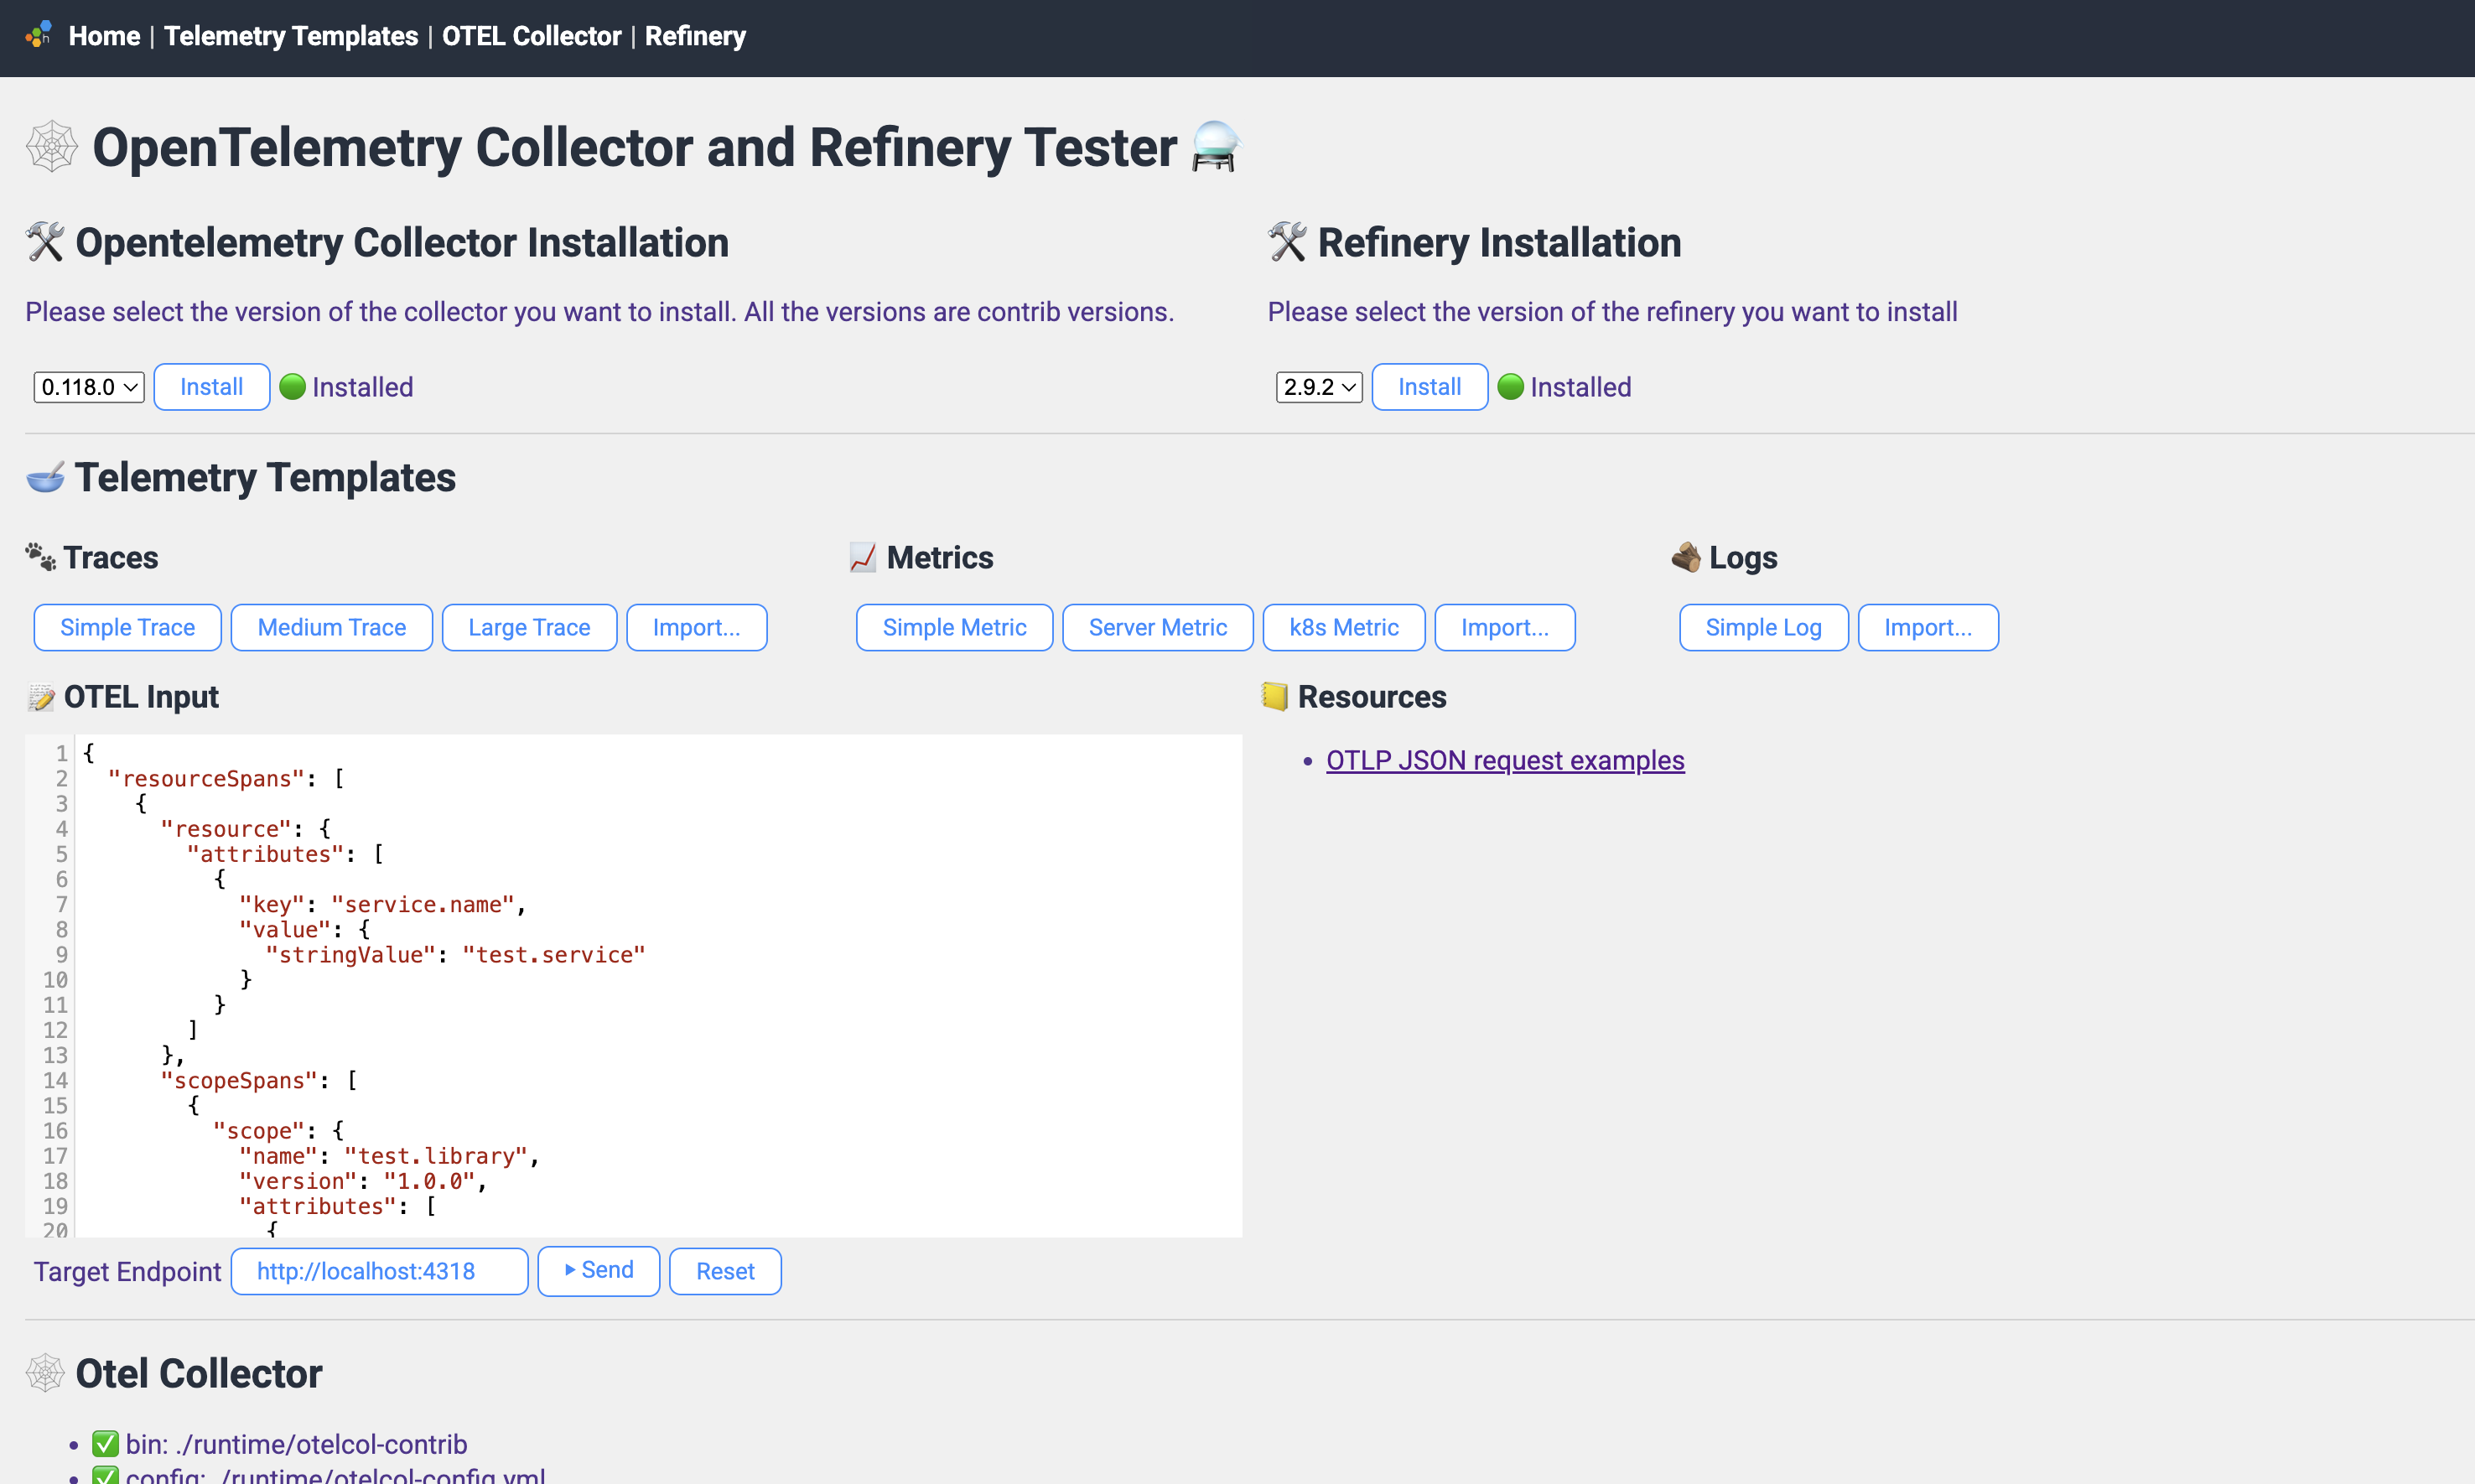 Home | Telemetry Templates | OTEL Collector | Refinery
OpenTelemetry Collector and Refinery Tester
Opentelemetry Collector Installation
Please select the version of the collector you want to install. All the versions are contrib versions.
0.118.0 Install Installed
Refinery Installation
Please select the version of the refinery you want to install
2.9.2 Install Installed
Telemetry Templates
Traces
Simple Trace Medium Trace Large Trace Import...
Metrics
Simple Metric Server Metric k8s Metric Import...
Logs
Simple Log Import...
OTEL Input
1 {
2 "resourceSpans": [
3 {
4 "resource": {
5 "attributes": [
6 {
7 "key": "service.name",
8 "value": {
9 "stringValue": "test.service"
10 }
11 }
12 ]
13 },
14 "scopeSpans": [
15 {
16 "scope": {
17 "name": "test.library",
18 "version": "1.0.0",
19 "attributes": [
20 {
Target Endpoint http://localhost:4318 Send Reset
Resources
• OTLP JSON request examples
Otel Collector
• ✅ bin: ./runtime/otelcol-contrib
• ✅ config: ./runtime/otelcol-config.yml